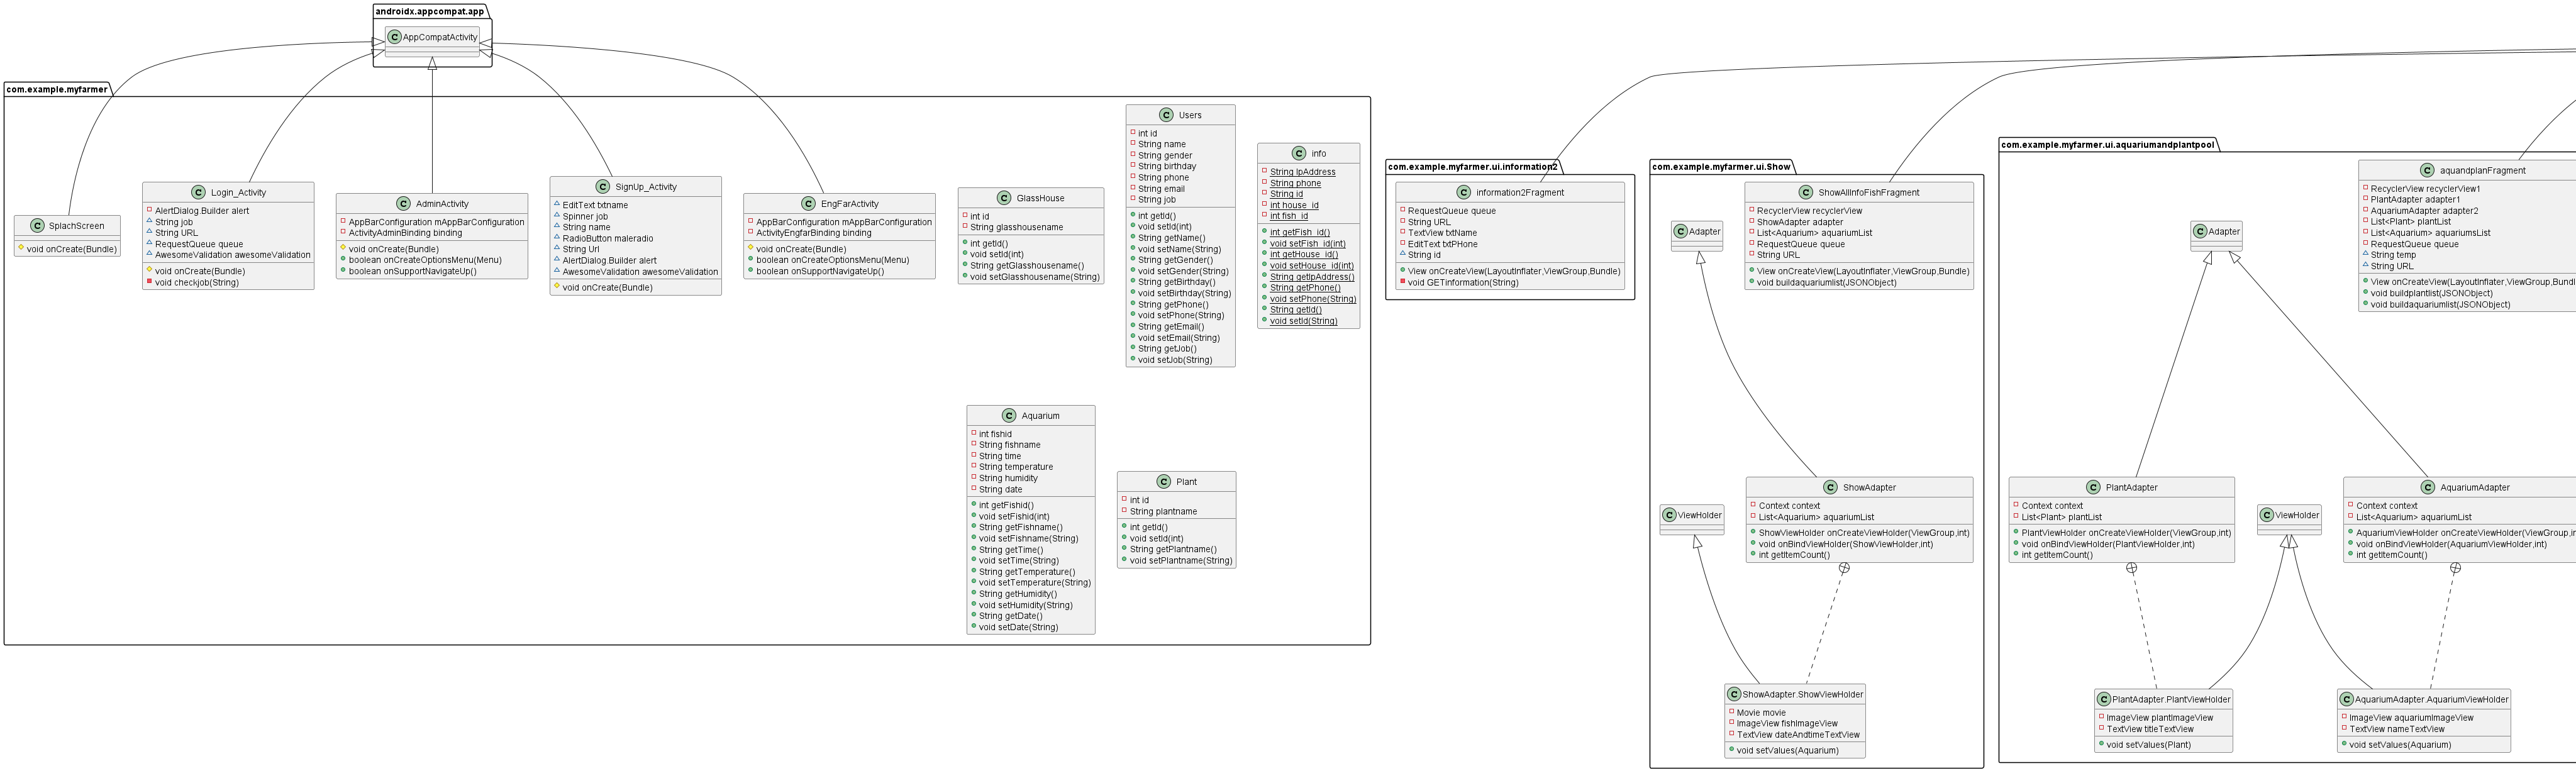 androidx.appcompat.app
C AppCompatActivity
com.example.myfarmer
C SplachScreen
void onCreate(Bundle)
C Login_Activity
AlertDialog.Builder alert
String job
String URL
RequestQueue queue
AwesomeValidation awesomeValidation
void onCreate(Bundle)
void checkjob(String)
C AdminActivity
AppBarConfiguration mAppBarConfiguration
ActivityAdminBinding binding
void onCreate(Bundle)
boolean onCreateOptionsMenu(Menu)
boolean onSupportNavigateUp()
C SignUp_Activity
EditText txtname
Spinner job
String name
RadioButton maleradio
String Url
AlertDialog.Builder alert
AwesomeValidation awesomeValidation
void onCreate(Bundle)
C EngFarActivity
AppBarConfiguration mAppBarConfiguration
ActivityEngfarBinding binding
void onCreate(Bundle)
boolean onCreateOptionsMenu(Menu)
boolean onSupportNavigateUp()
C GlassHouse
int id
String glasshousename
int getId()
void setId(int)
String getGlasshousename()
void setGlasshousename(String)
C Users
int id
String name
String gender
String birthday
String phone
String email
String job
int getId()
void setId(int)
String getName()
void setName(String)
String getGender()
void setGender(String)
String getBirthday()
void setBirthday(String)
String getPhone()
void setPhone(String)
String getEmail()
void setEmail(String)
String getJob()
void setJob(String)
C info
String IpAddress
String phone
String id
int house_id
int fish_id
int getFish_id()
void setFish_id(int)
int getHouse_id()
void setHouse_id(int)
String getIpAddress()
String getPhone()
void setPhone(String)
String getId()
void setId(String)
C Aquarium
int fishid
String fishname
String time
String temperature
String humidity
String date
int getFishid()
void setFishid(int)
String getFishname()
void setFishname(String)
String getTime()
void setTime(String)
String getTemperature()
void setTemperature(String)
String getHumidity()
void setHumidity(String)
String getDate()
void setDate(String)
C Plant
int id
String plantname
int getId()
void setId(int)
String getPlantname()
void setPlantname(String)
com.example.myfarmer.ui.information2
C information2Fragment
RequestQueue queue
String URL
TextView txtName
EditText txtPHone
String id
View onCreateView(LayoutInflater,ViewGroup,Bundle)
void GETinformation(String)
com.example.myfarmer.ui.Show
C Adapter
C ShowAllInfoFishFragment
RecyclerView recyclerView
ShowAdapter adapter
List<Aquarium> aquariumList
RequestQueue queue
String URL
View onCreateView(LayoutInflater,ViewGroup,Bundle)
void buildaquariumlist(JSONObject)
C ViewHolder
C ShowAdapter
Context context
List<Aquarium> aquariumList
ShowViewHolder onCreateViewHolder(ViewGroup,int)
void onBindViewHolder(ShowViewHolder,int)
int getItemCount()
C ShowAdapter.ShowViewHolder
Movie movie
ImageView fishImageView
TextView dateAndtimeTextView
void setValues(Aquarium)
com.example.myfarmer.ui.aquariumandplantpool
C Adapter
C aquandplanFragment
RecyclerView recyclerView1
PlantAdapter adapter1
AquariumAdapter adapter2
List<Plant> plantList
List<Aquarium> aquariumsList
RequestQueue queue
String temp
String URL
View onCreateView(LayoutInflater,ViewGroup,Bundl
void buildplantlist(JSONObject)
void buildaquariumlist(JSONObject)
C PlantAdapter
Context context
List<Plant> plantList
PlantViewHolder onCreateViewHolder(ViewGroup,int)
void onBindViewHolder(PlantViewHolder,int)
int getItemCount()
C ViewHolder
C AquariumAdapter
Context context
List<Aquarium> aquariumList
AquariumViewHolder onCreateViewHolder(ViewGroup,in
void onBindViewHolder(AquariumViewHolder,int)
int getItemCount()
C PlantAdapter.PlantViewHolder
ImageView plantImageView
TextView titleTextView
void setValues(Plant)
C AquariumAdapter.AquariumViewHolder
ImageView aquariumImageView
TextView nameTextView
void setValues(Aquarium)